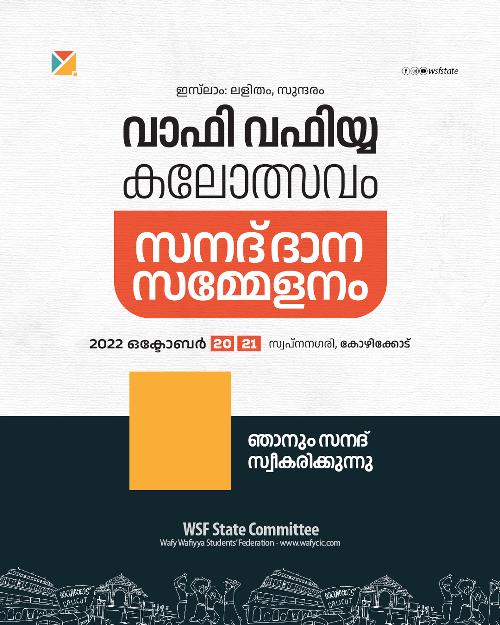 wsfstate
ഇസ്‌ലാം: ലളിതം, സുന്ദരം
വാഫി വഫിയ്യ
കലോത്സവം
സനദ് ദാന
സമ്മേളനം
2022 ഒക്ടോബർ 20 21 സ്വപ്നനഗരി, കോഴിക്കോട്
ഞാനും സനദ്
സ്വീകരിക്കുന്നു
WSF State Committee
Wafy Wafiyya Students' Federation - www.wafycic.com